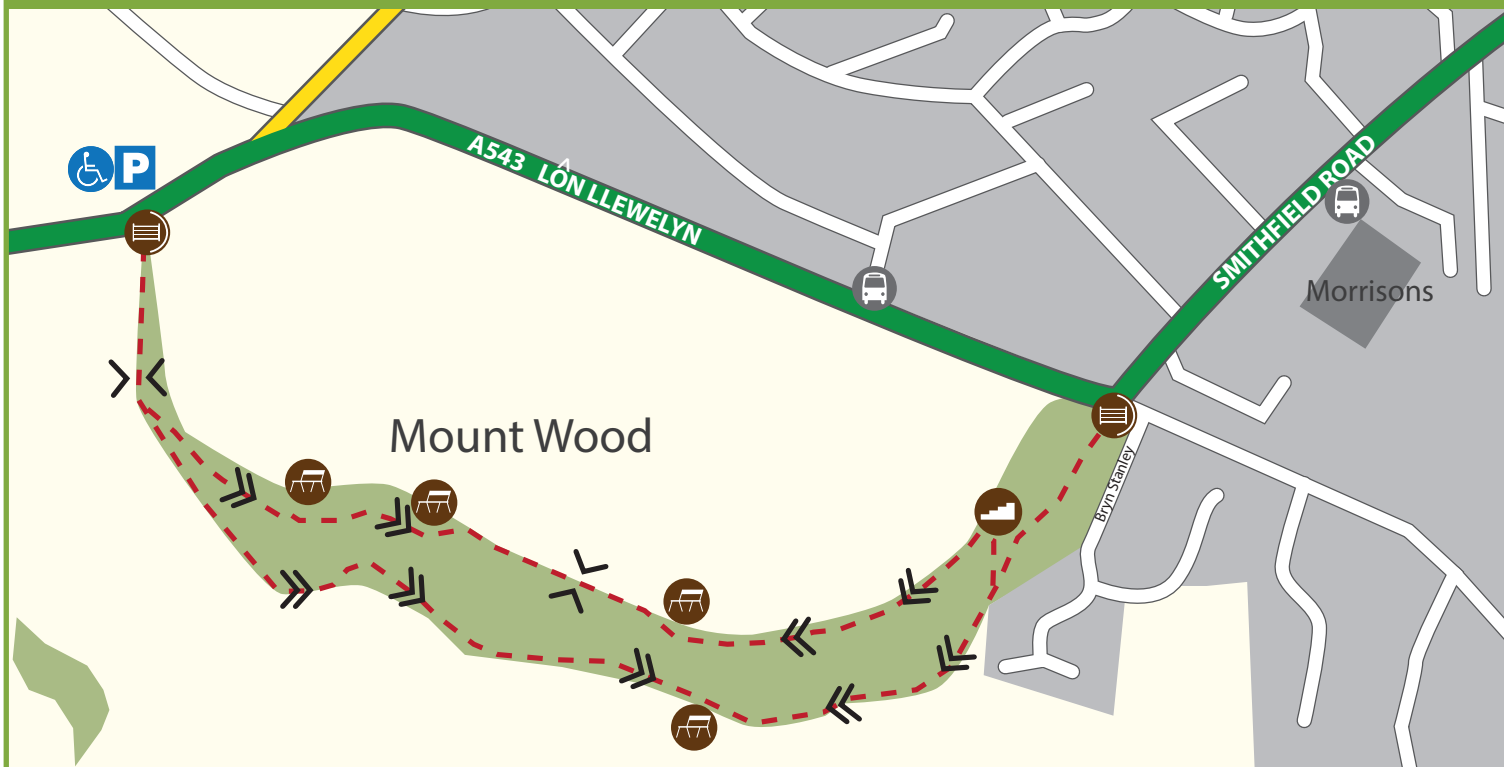 P
A543 LÔN LLEWELYN
SMITHFIELD ROAD
Morrisons
Mount Wood
Bryn Stanley